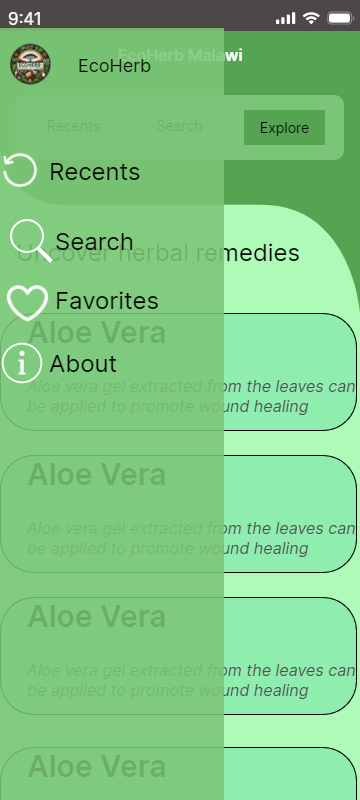 9:41
EcoHerb Malawi
EcoHerb
Recents
Search
Explore
Recents
Search
Uncover herbal remedies
Favorites
Aloe Vera
About
Aloe vera gel extracted from the leaves can
be applied to promote wound healing
Aloe Vera
Aloe vera gel extracted from the leaves can
be applied to promote wound healing
Aloe Vera
Aloe vera gel extracted from the leaves can
be applied to promote wound healing
Aloe Vera